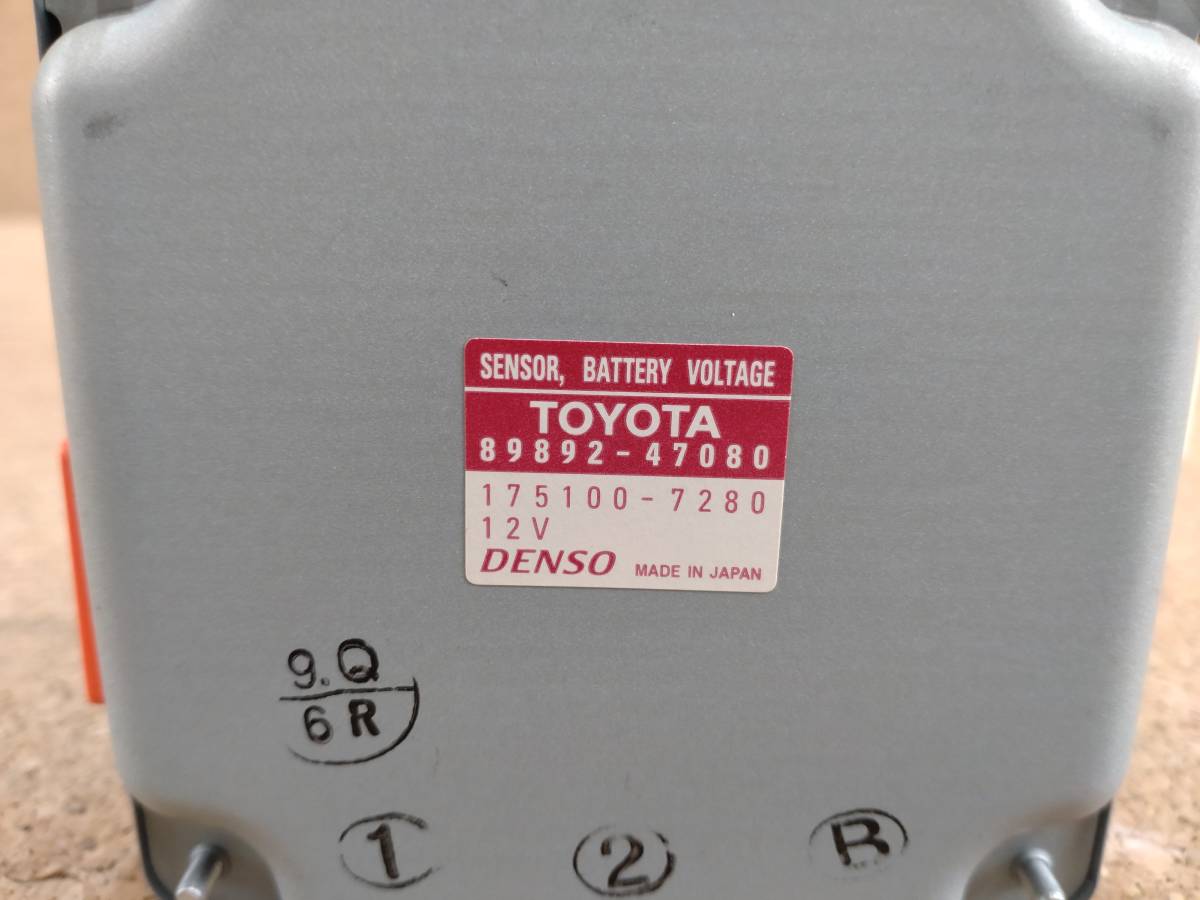 SENSOR, BATTERY VOLTAGE
TOYOTA
89892-47080
175100-7280
12V
DENSO MADE IN JAPAN
9.Q
6R
1 2 B